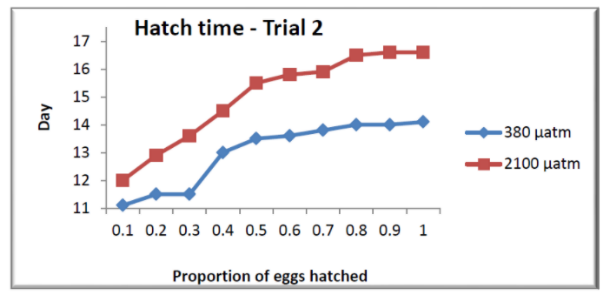 Hatch time - Trial 2
17
16
15
14
13
12
11
Day
0.1 0.2 0.3 0.4 0.5 0.6 0.7 0.8 0.9 1
Proportion of eggs hatched
380 µatm
2100 µatm